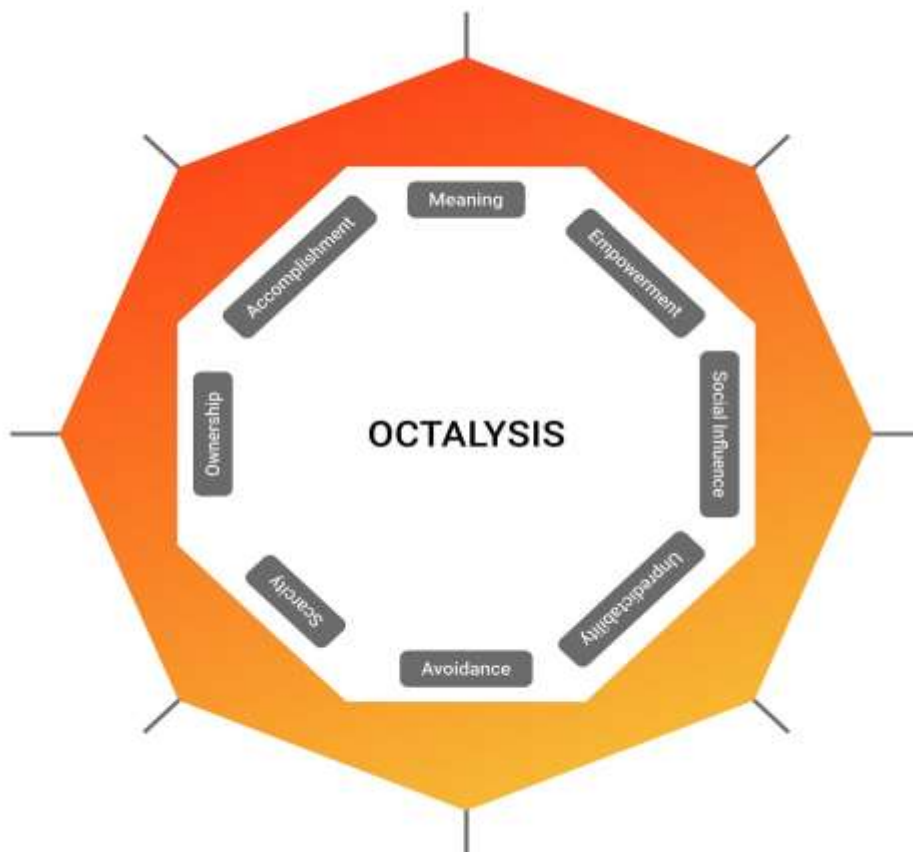 Meaning
Accomplishment
Empowerment
Ownership
OCTALYSIS
Social Influence
Scarcity
Unpredictability
Avoidance